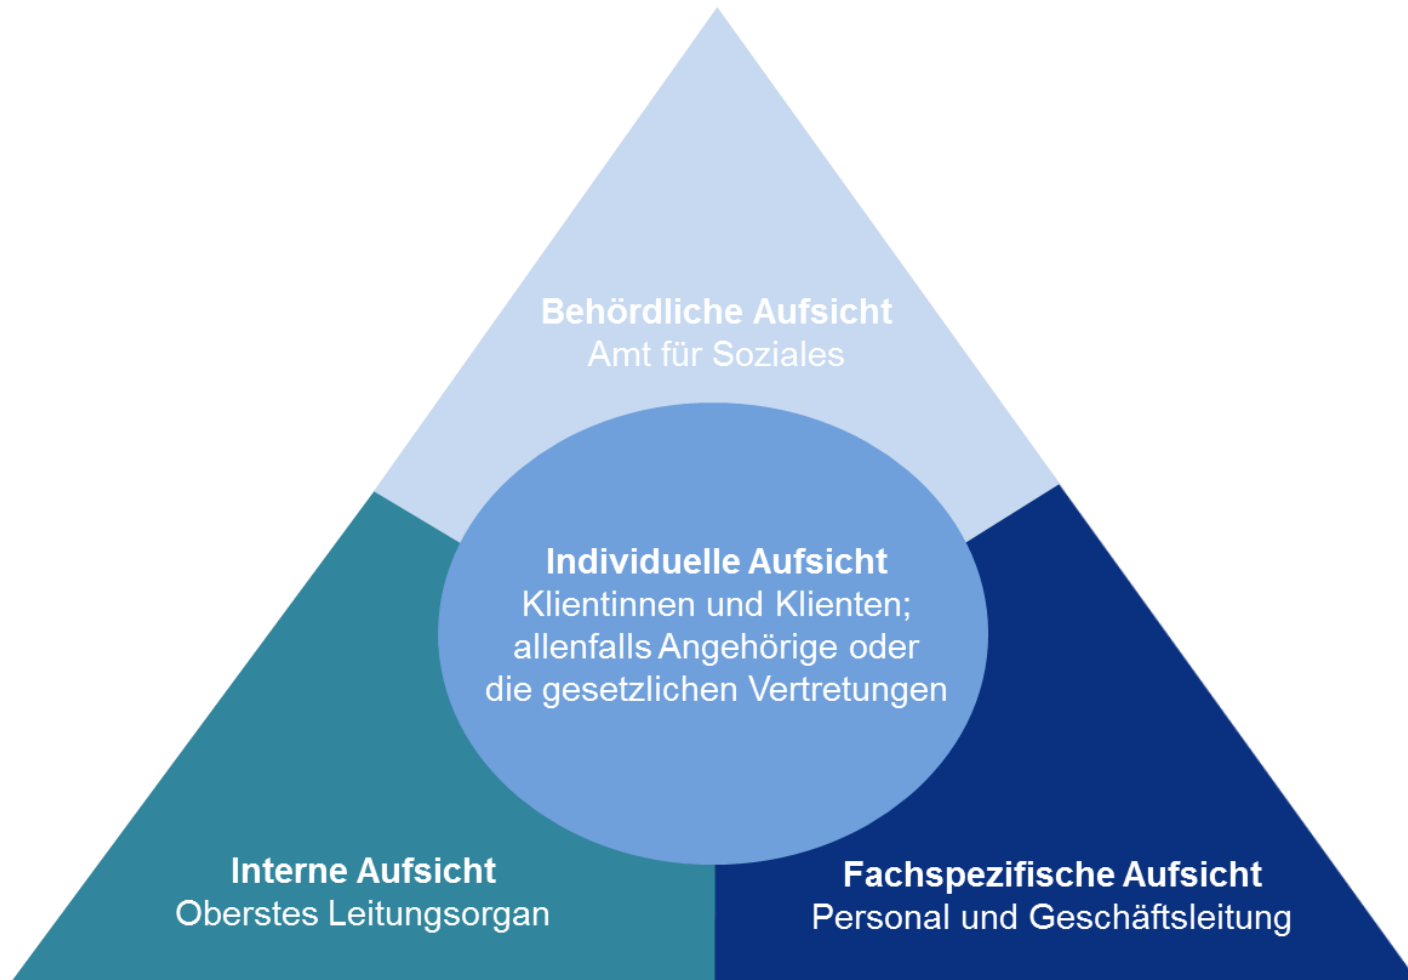 Behördliche Aufsicht
Amt für Soziales
Individuelle Aufsicht
Klientinnen und Klienten;
allenfalls Angehörige oder
die gesetzlichen Vertretungen
Interne Aufsicht
Oberstes Leitungsorgan
Fachspezifische Aufsicht
Personal und Geschäftsleitung